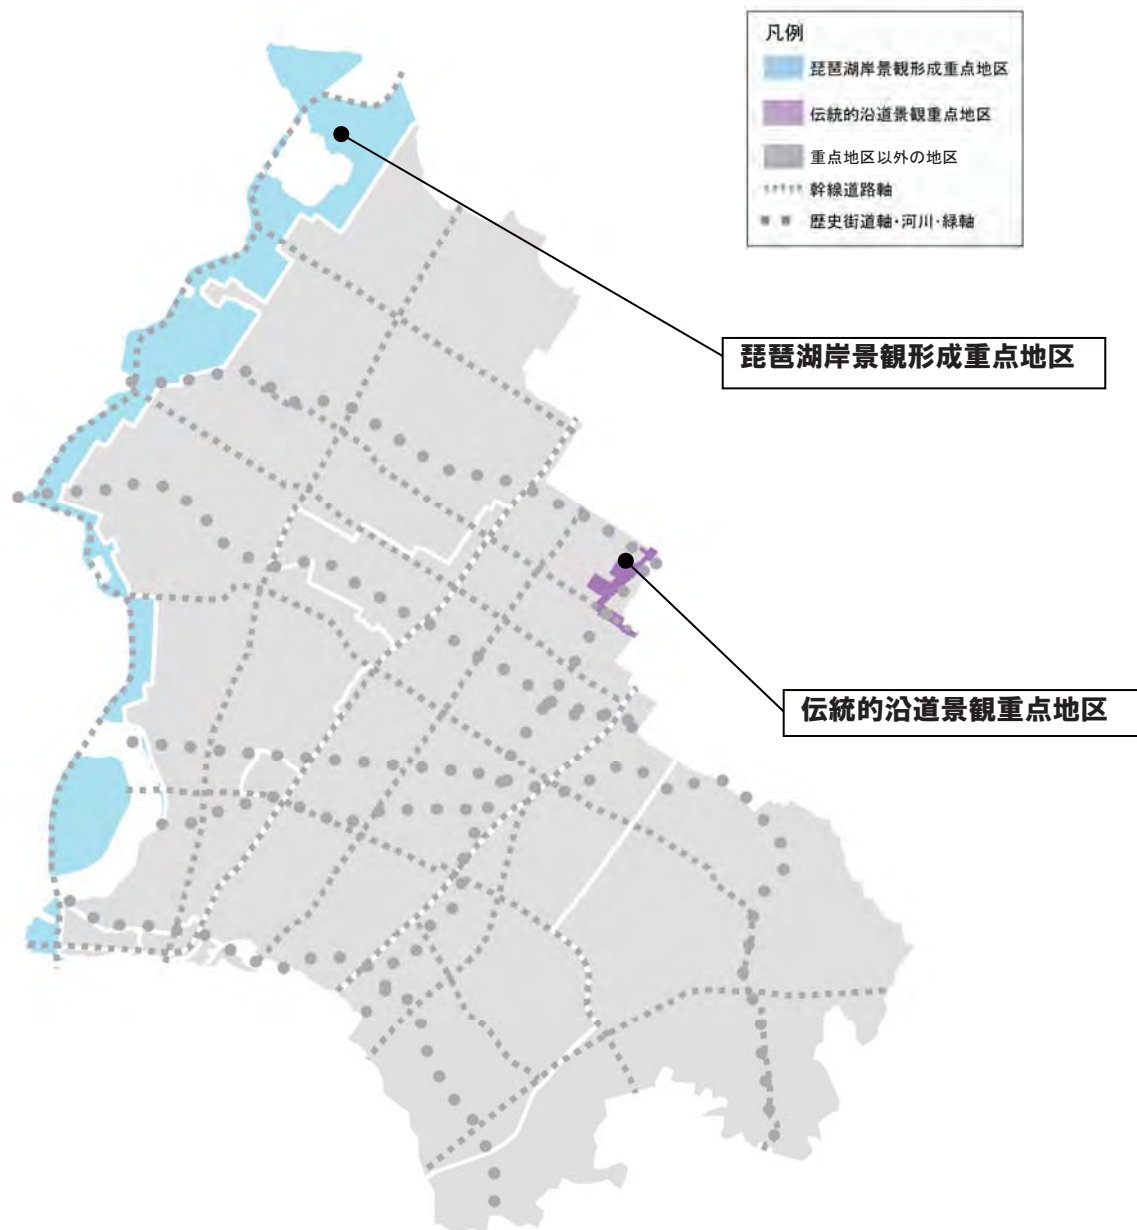 凡例
琵琶湖岸景観形成重点地区
伝統的沿道景観重点地区
重点地区以外の地区
幹線道路軸
歴史街道軸・河川・緑軸
琵琶湖岸景観形成重点地区
伝統的沿道景観重点地区